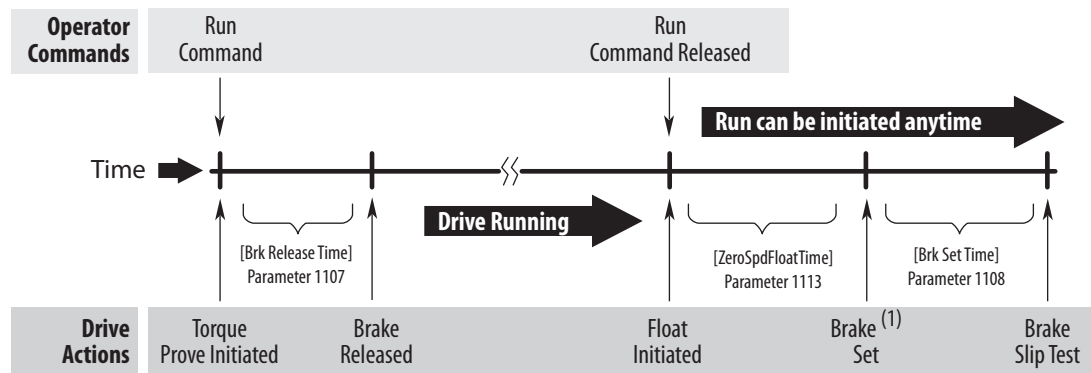 Operator
Commands
Run
Command
Run
Command Released
Run can be initiated anytime
Time
Drive Running
[Brk Release Time]
Parameter 1107
[ZeroSpdFloatTime]
Parameter 1113
[Brk Set Time]
Parameter 1108
Drive
Actions
Torque
Prove Initiated
Brake
Released
Float
Initiated
Brake (1)
Set
Brake
Slip Test